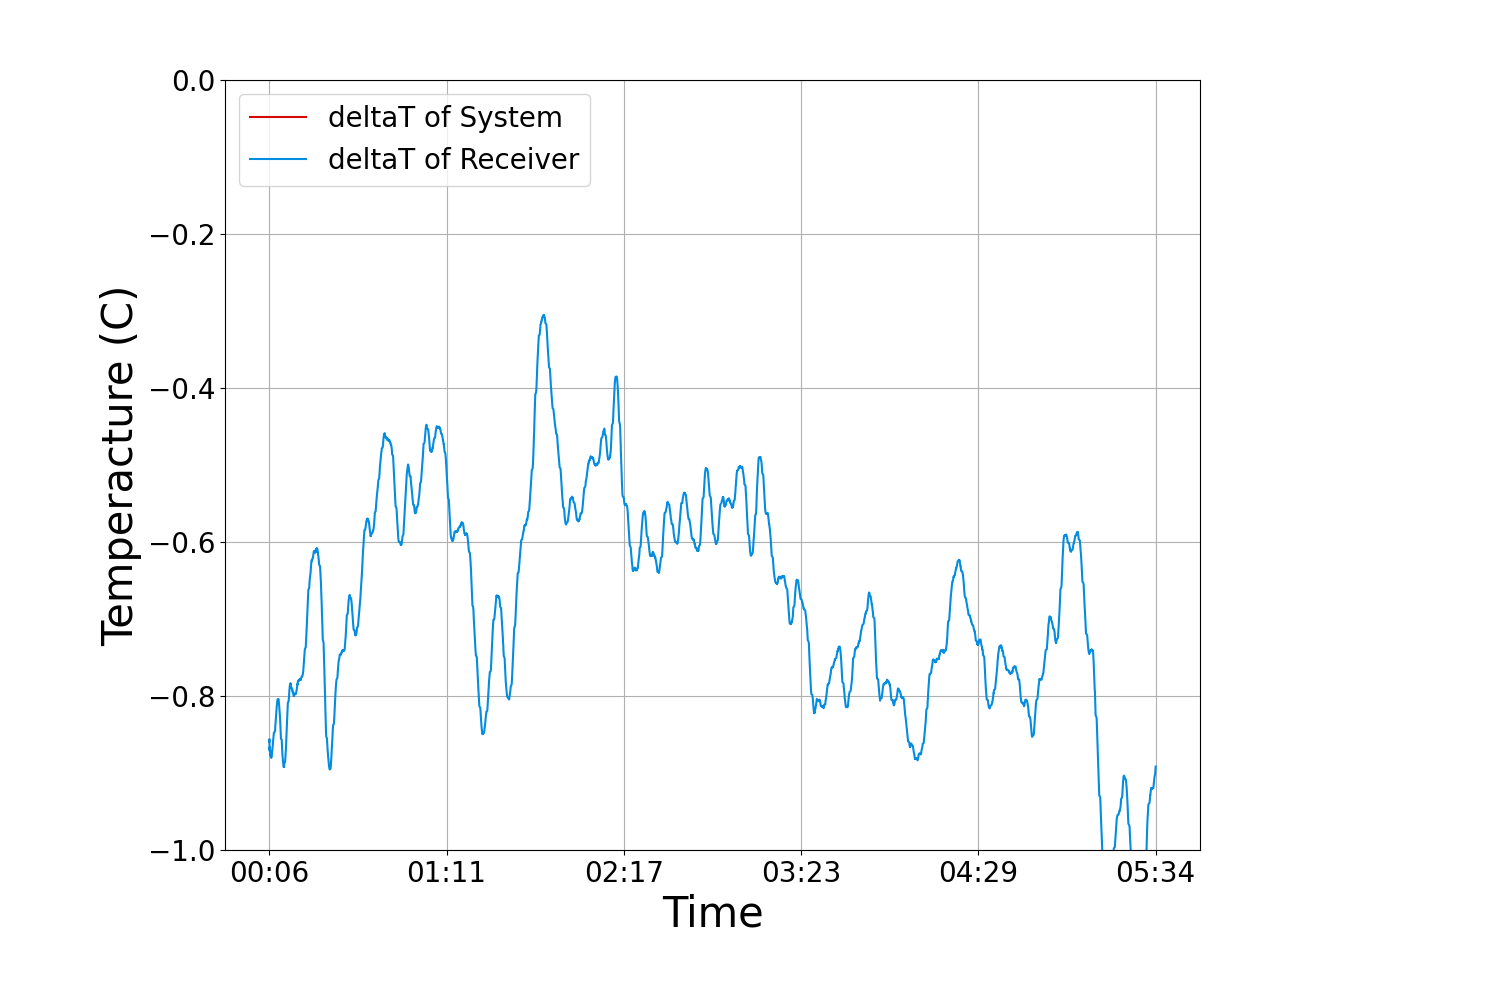 deltaT of System
deltaT of Receiver
0.0
−0.2
−0.4
−0.6
−0.8
−1.0
Temperacture (C)
00:06 01:11 02:17 03:23 04:29 05:34
Time